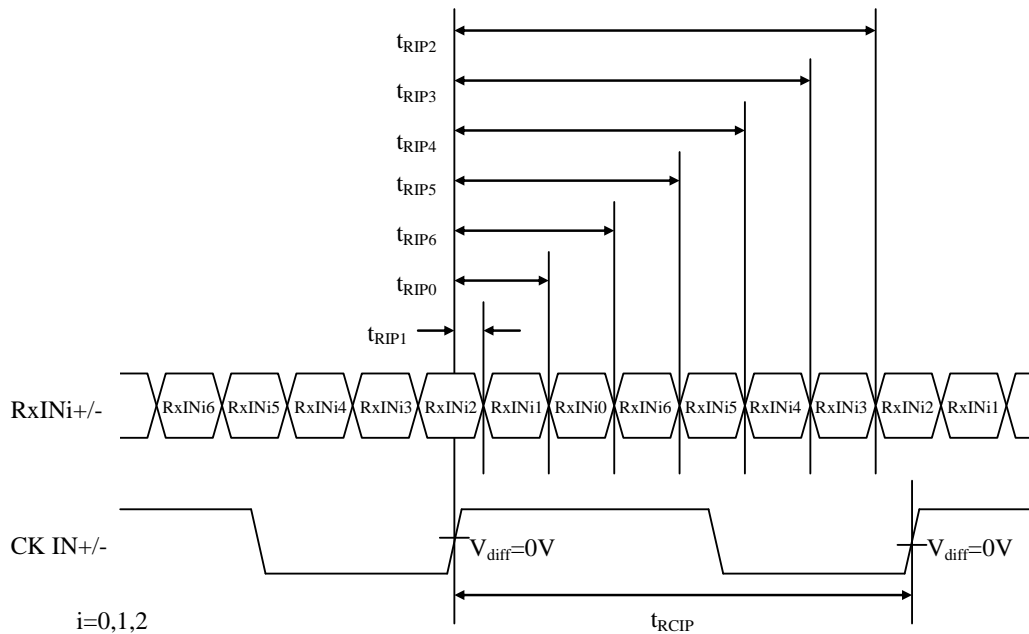 tRIP2
tRIP3
tRIP4
tRIP5
tRIP6
tRIP0
tRIP1
RxINi+/- RxINi6 RxINi5 RxINi4 RxINi3 RxINi2 RxINi1 RxINi0 RxINi6 RxINi5 RxINi4 RxINi3 RxINi2 RxINi1
CK IN+/- Vdiff=0V Vdiff=0V
i=0,1,2 tRCIP